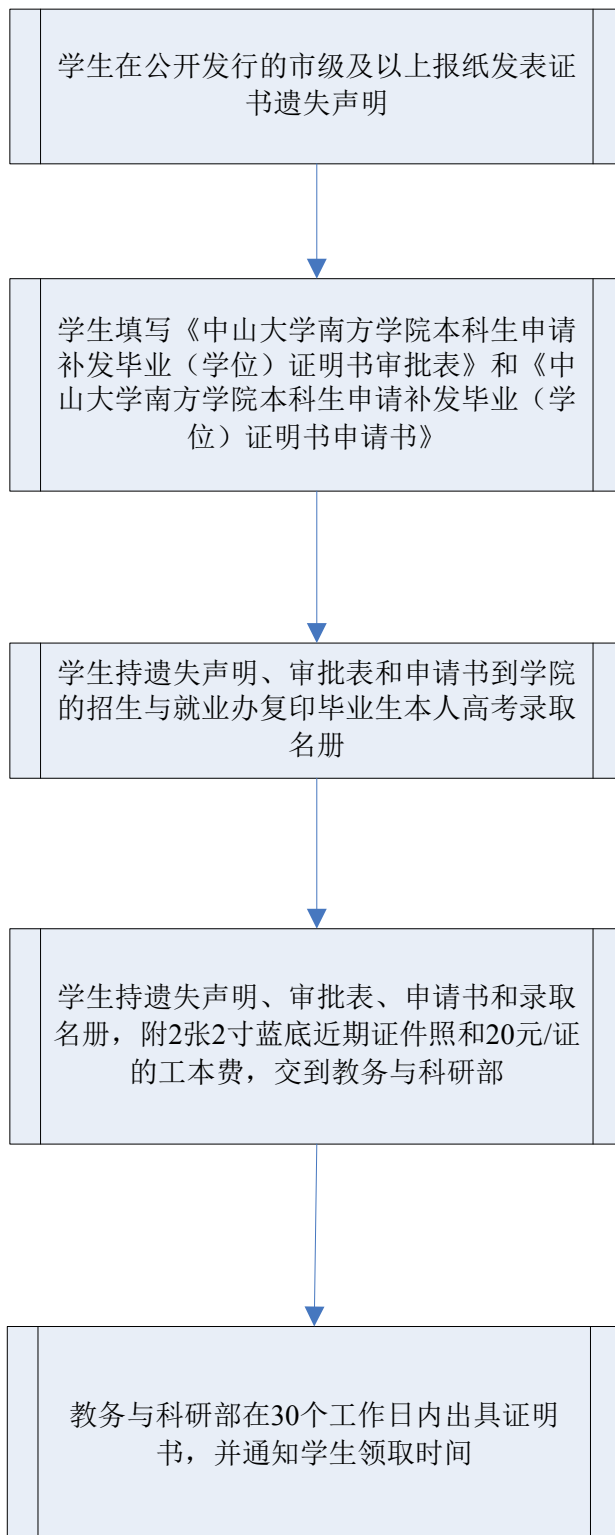 学生在公开发行的市级及以上报纸发表证
书遗失声明
学生填写《中山大学南方学院本科生申请
补发毕业（学位）证明书审批表》和《中
山大学南方学院本科生申请补发毕业（学
位）证明书申请书》
学生持遗失声明、审批表和申请书到学院
的招生与就业办复印毕业生本人高考录取
名册
学生持遗失声明、审批表、申请书和录取
名册，附2张2寸蓝底近期证件照和20元/证
的工本费，交到教务与科研部
教务与科研部在30个工作日内出具证明
书，并通知学生领取时间